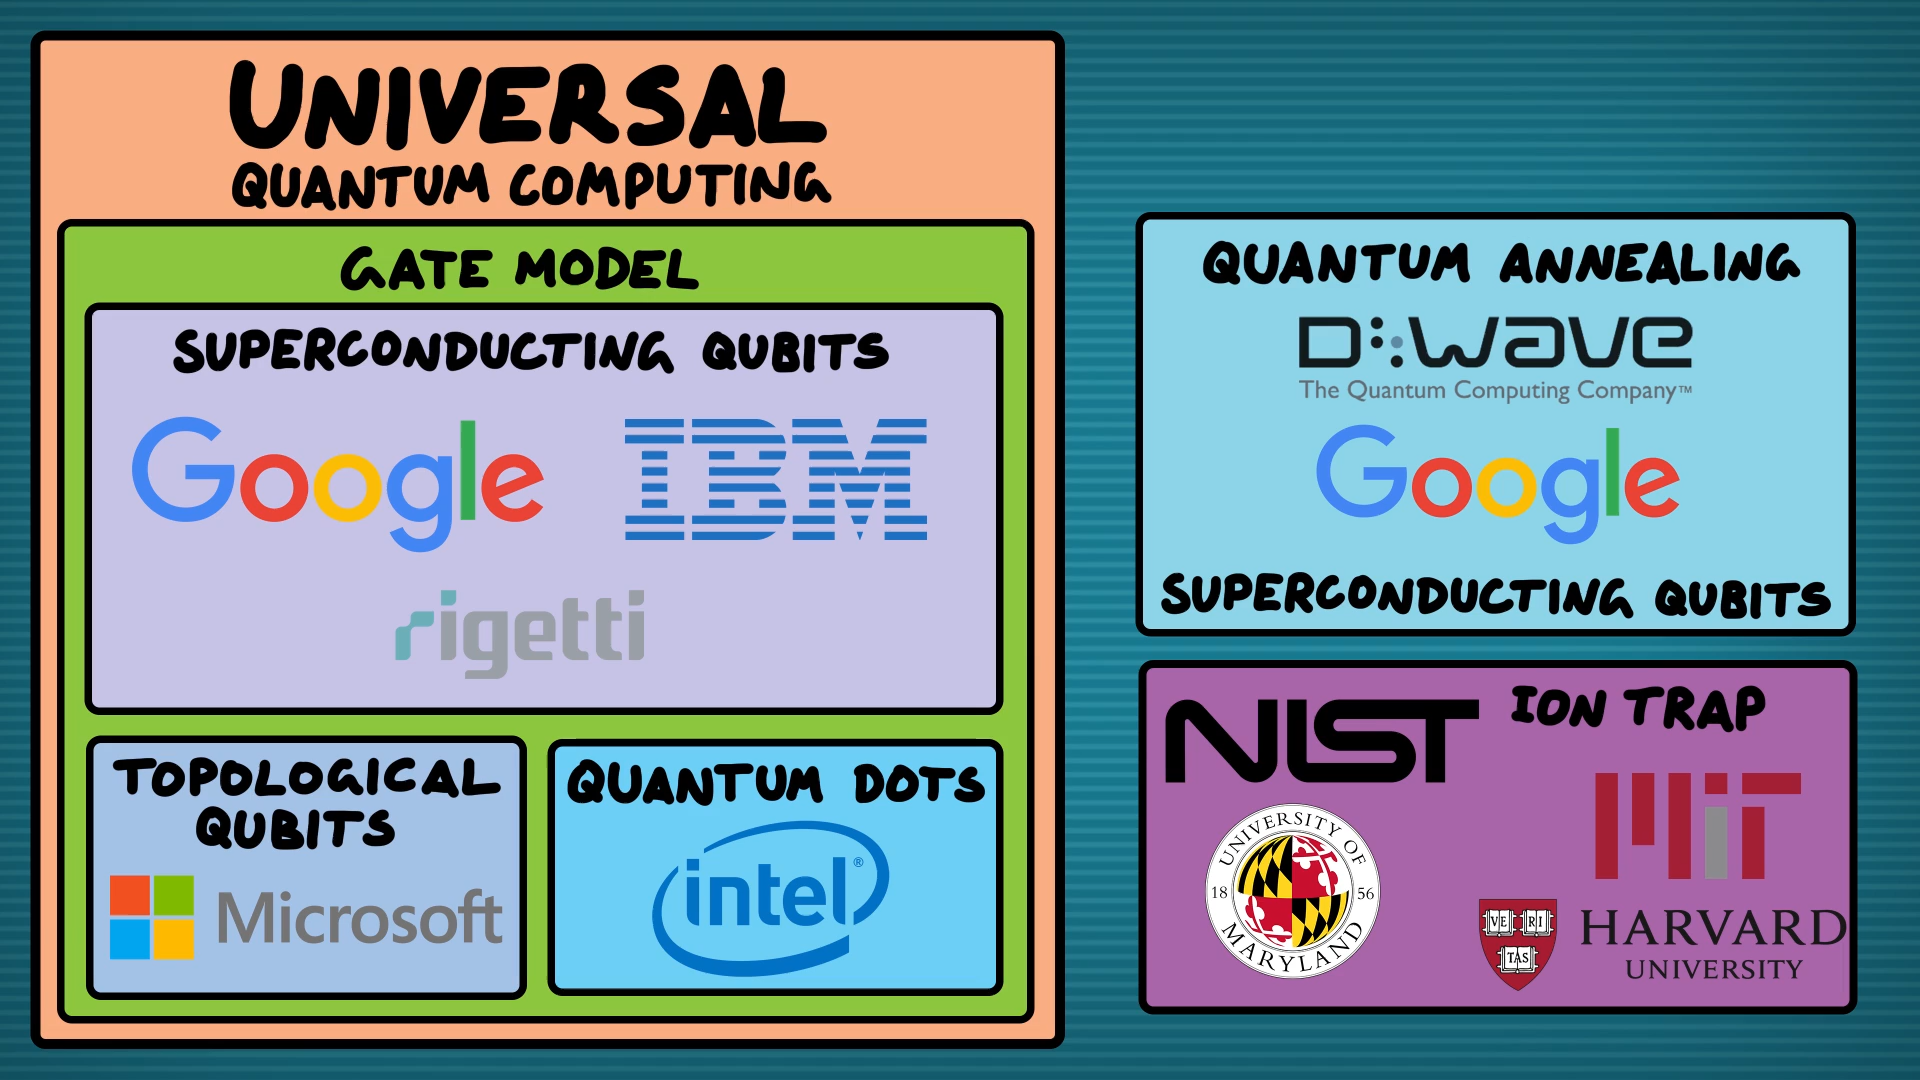 UNIVERSAL
QUANTUM COMPUTING
GATE MODEL
SUPERCONDUCTING QUBITS
Google IBM
rigetti
TOPOLOGICAL
QUBITS
Microsoft
QUANTUM DOTS
intel®
QUANTUM ANNEALING
D:Wave
The Quantum Computing Company™
Google
SUPERCONDUCTING QUBITS
NIST ION TRAP
MIT
UNIVERSITY OF
18 56
MARYLAND
VE RI
TAS
HARVARD
UNIVERSITY